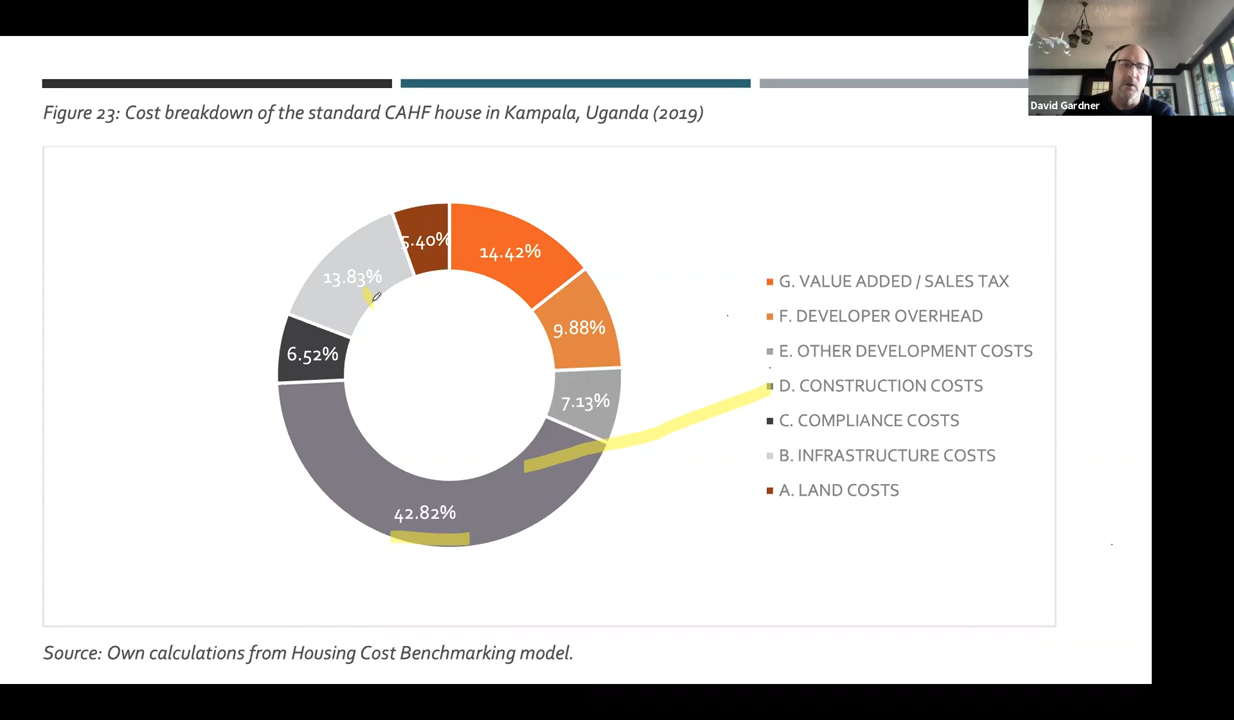 David Gardner
Figure 23: Cost breakdown of the standard CAHF house in Kampala, Uganda (2019)
5.40%
14.42%
13.83%
9.88%
6.52%
7.13%
42.82%
G. VALUE ADDED / SALES TAX
F. DEVELOPER OVERHEAD
E. OTHER DEVELOPMENT COSTS
D. CONSTRUCTION COSTS
C. COMPLIANCE COSTS
B. INFRASTRUCTURE COSTS
A. LAND COSTS
Source: Own calculations from Housing Cost Benchmarking model.